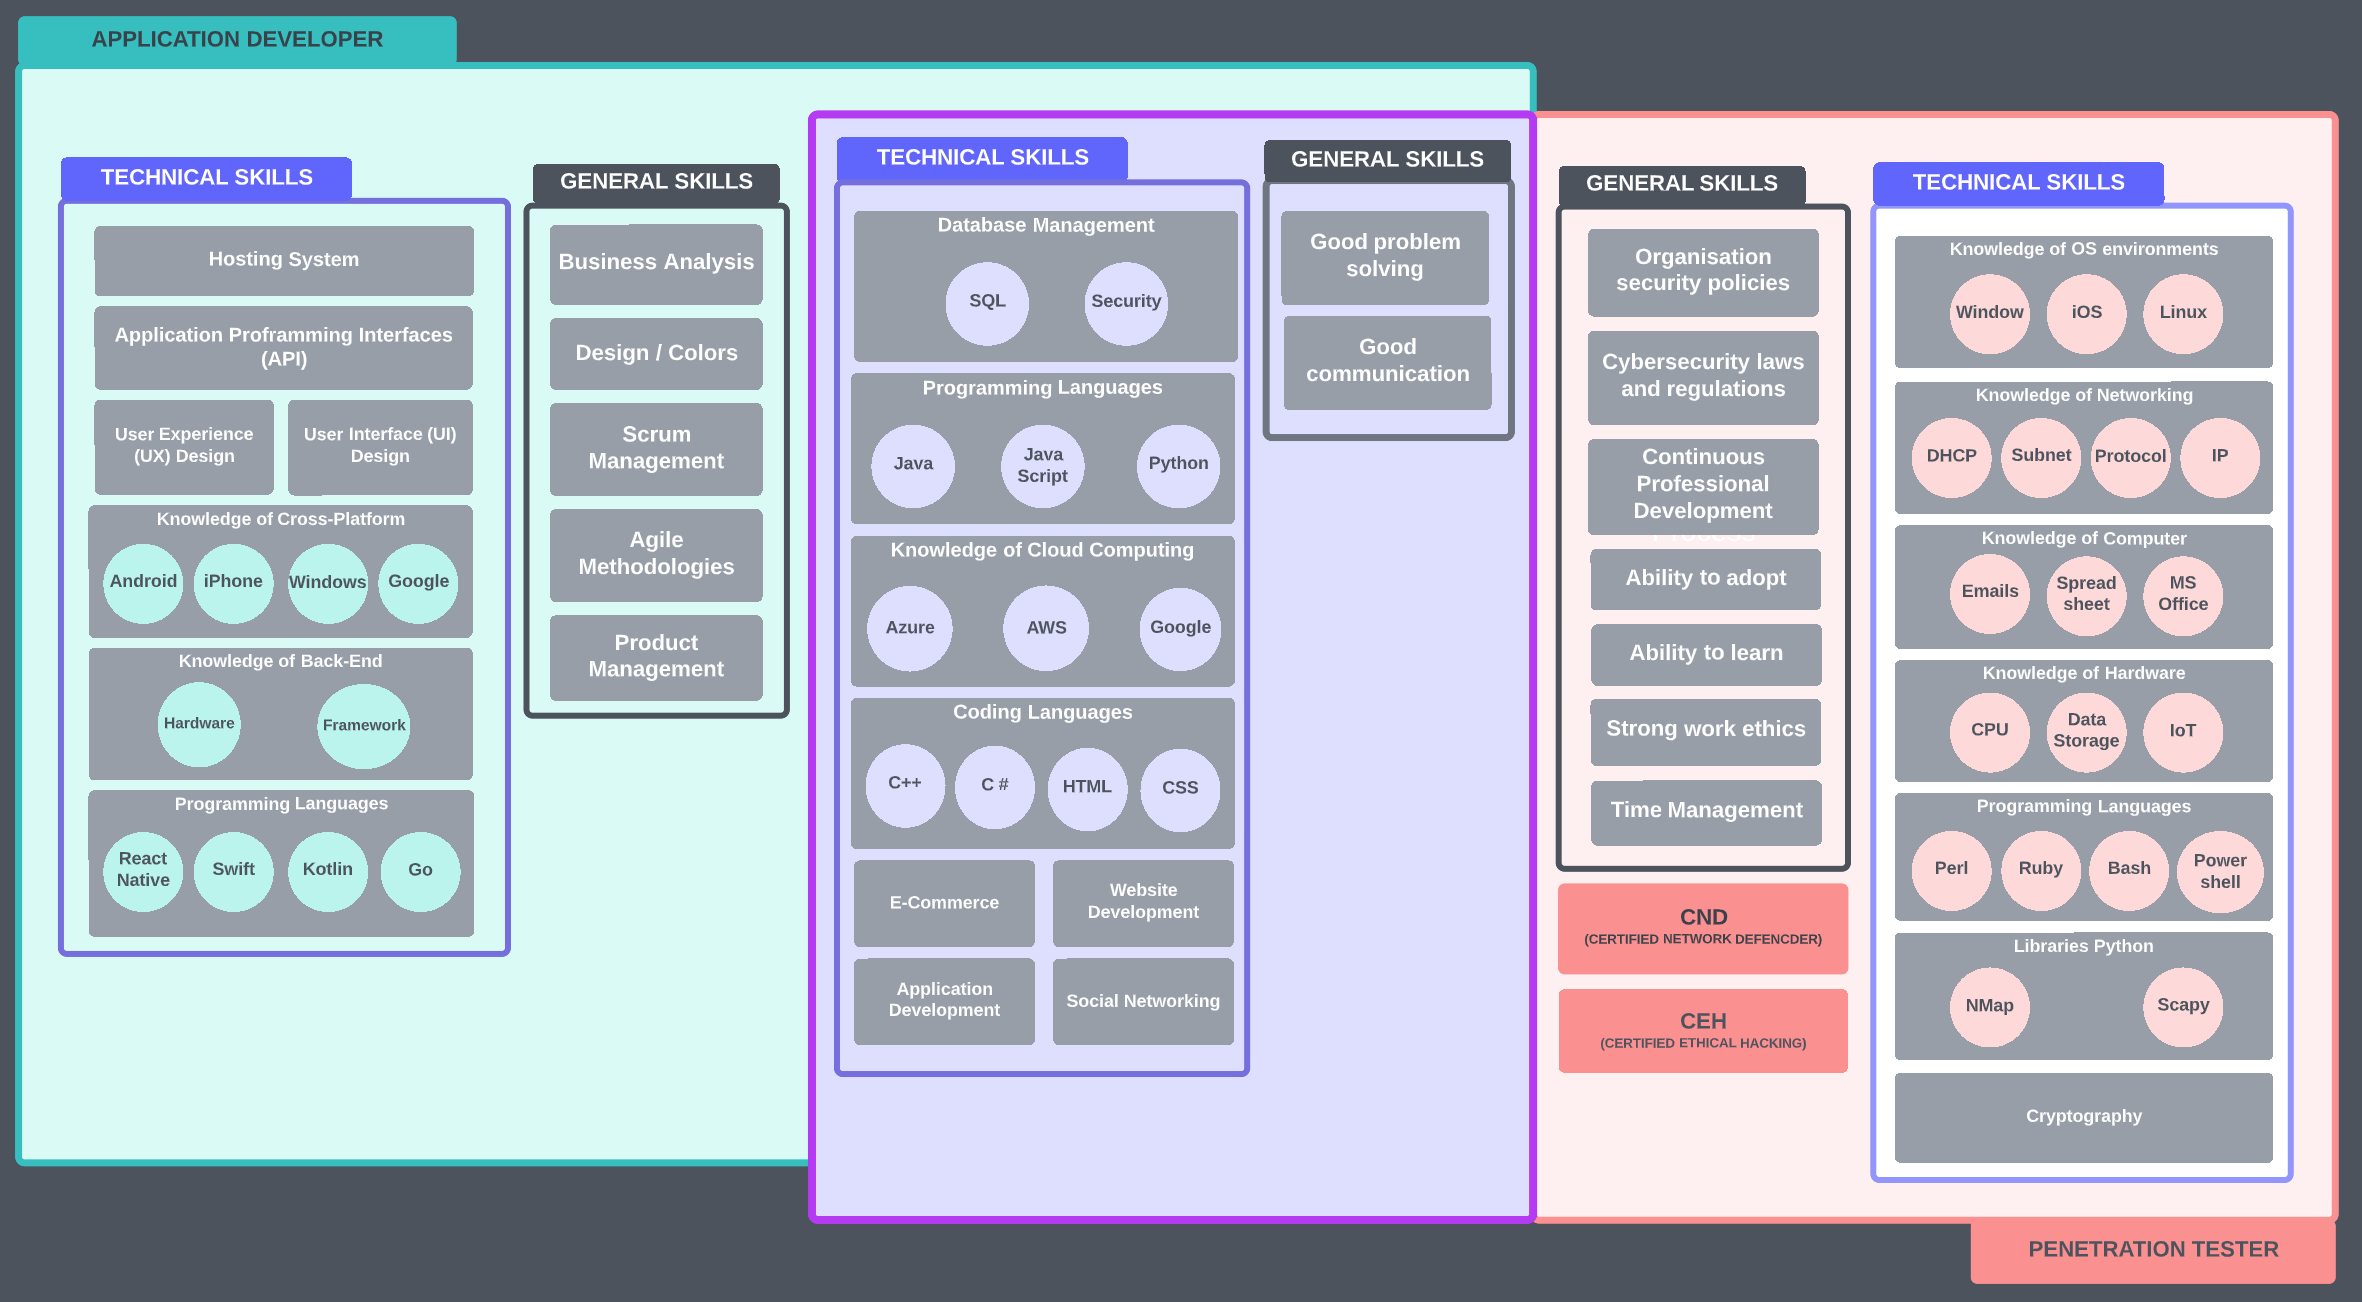 APPLICATION DEVELOPER
TECHNICAL SKILLS
Hosting System
Application Proframming Interfaces
(API)
User Experience
(UX) Design
User Interface (UI)
Design
Knowledge of Cross-Platform
Android
iPhone
Windows
Google
Knowledge of Back-End
Hardware
Framework
Programming Languages
React
Native
Swift
Kotlin
Go
GENERAL SKILLS
Business Analysis
Design / Colors
Scrum
Management
Agile
Methodologies
Product
Management
TECHNICAL SKILLS
Database Management
SQL
Security
Programming Languages
Java
Java
Script
Python
Knowledge of Cloud Computing
Azure
AWS
Google
Coding Languages
C++
C #
HTML
CSS
E-Commerce
Website
Development
Application
Development
Social Networking
GENERAL SKILLS
Good problem
solving
Good
communication
GENERAL SKILLS
Organisation
security policies
Cybersecurity laws
and regulations
Continuous
Professional
Development
Process
Ability to adopt
Ability to learn
Strong work ethics
Time Management
CND
(CERTIFIED NETWORK DEFENCDER)
CEH
(CERTIFIED ETHICAL HACKING)
TECHNICAL SKILLS
Knowledge of OS environments
Window
iOS
Linux
Knowledge of Networking
DHCP
Subnet
Protocol
IP
Knowledge of Computer
Emails
Spread
sheet
MS
Office
Knowledge of Hardware
CPU
Data
Storage
IoT
Programming Languages
Perl
Ruby
Bash
Power
shell
Libraries Python
NMap
Scapy
Cryptography
PENETRATION TESTER